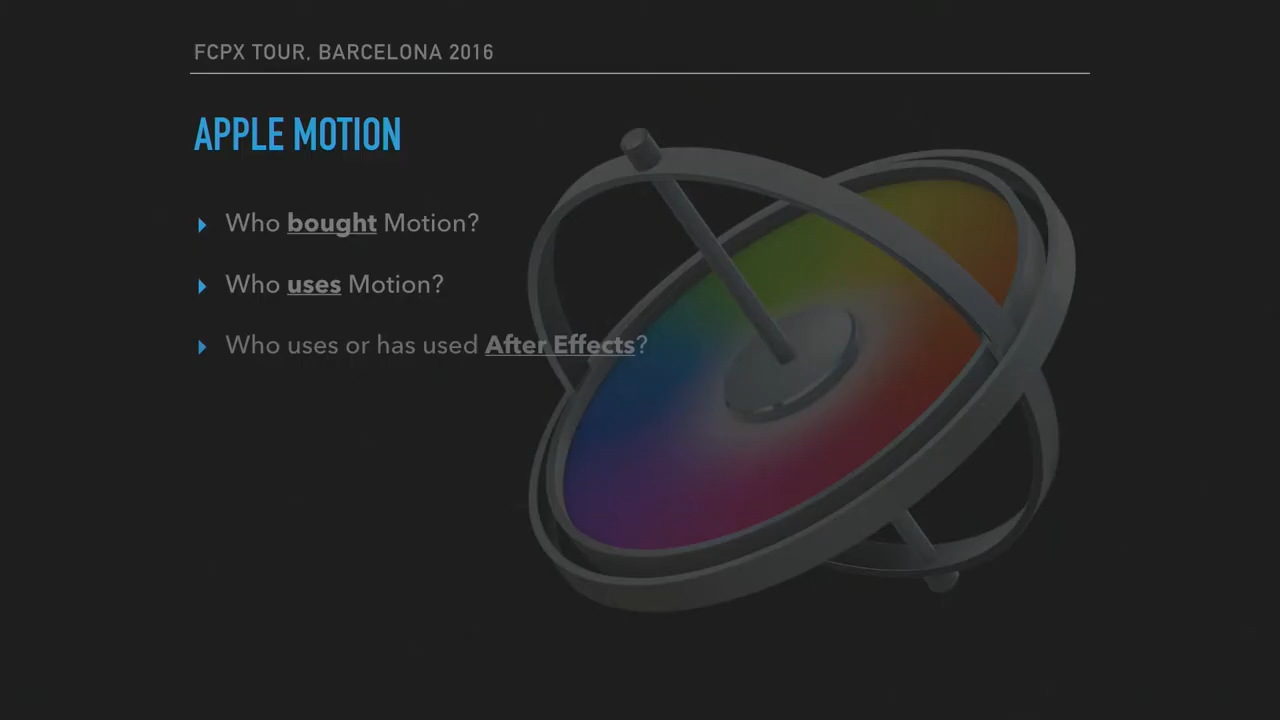 FCPX TOUR, BARCELONA 2016
APPLE MOTION
Who bought Motion?
Who uses Motion?
Who uses or has used After Effects?